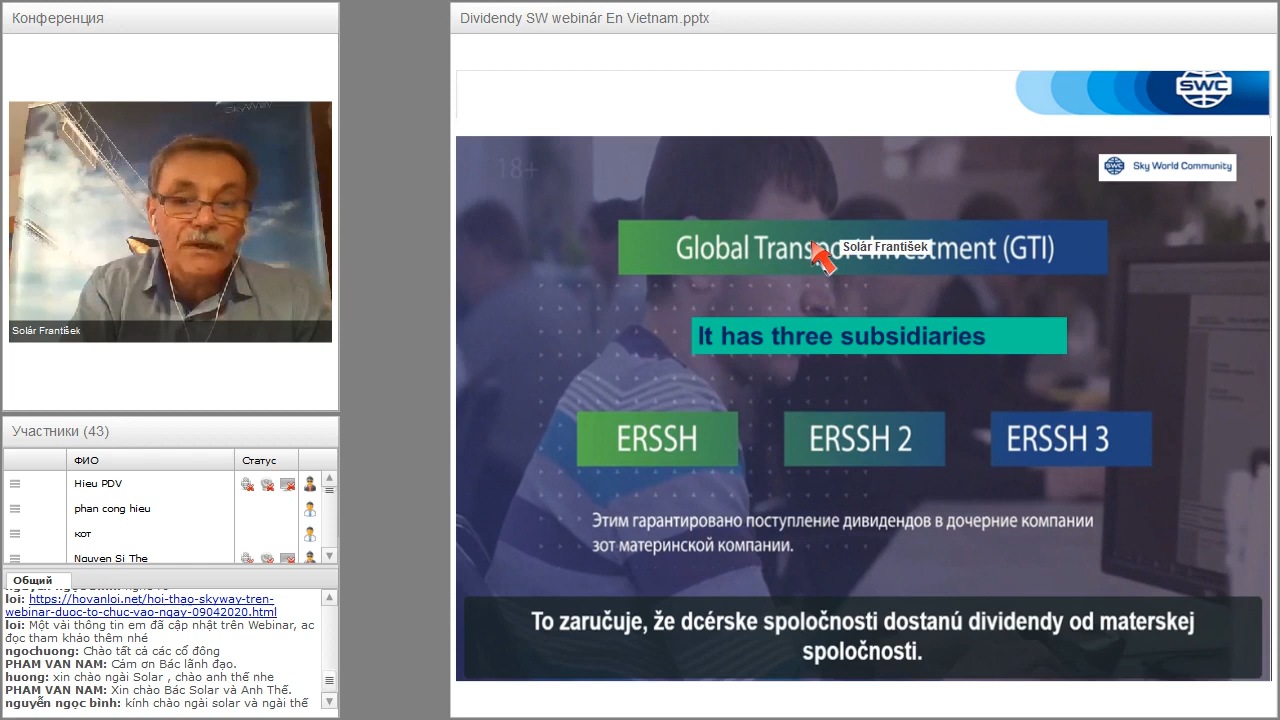 Конференция
SKYWAY
Solár František
Участники (43)
ФИО
Статус
Hieu PDV
phan cong hieu
кот
Nguyen Si The
Общий
loi: https://hovanloi.net/hoi-thao-skyway-tren-
webinar-duoc-to-chuc-vao-ngay-09042020.html
loi: Một vài thông tin em đã cập nhật trên Webinar, ac
đọc tham khảo thêm nhé
ngochuong: Chào tất cả các cổ đông
PHAM VAN NAM: Cám ơn Bác lãnh đạo.
huong: xin chào ngài Solar , chào anh thế nhe
PHAM VAN NAM: Xin chào Bác Solar và Anh Thế.
nguyễn ngọc bình: kính chào ngài solar và ngài thế
Dividendy SW webinár En Vietnam.pptx
SWC
18+
SWC Sky World Community
Global Transport Investment (GTI)
Solár František
It has three subsidiaries
ERSSH
ERSSH 2
ERSSH 3
Этим гарантировано поступление дивидендов в дочерние компании
зот материнской компании.
To zaručuje, že dcérske spoločnosti dostanú dividendy od materskej
spoločnosti.